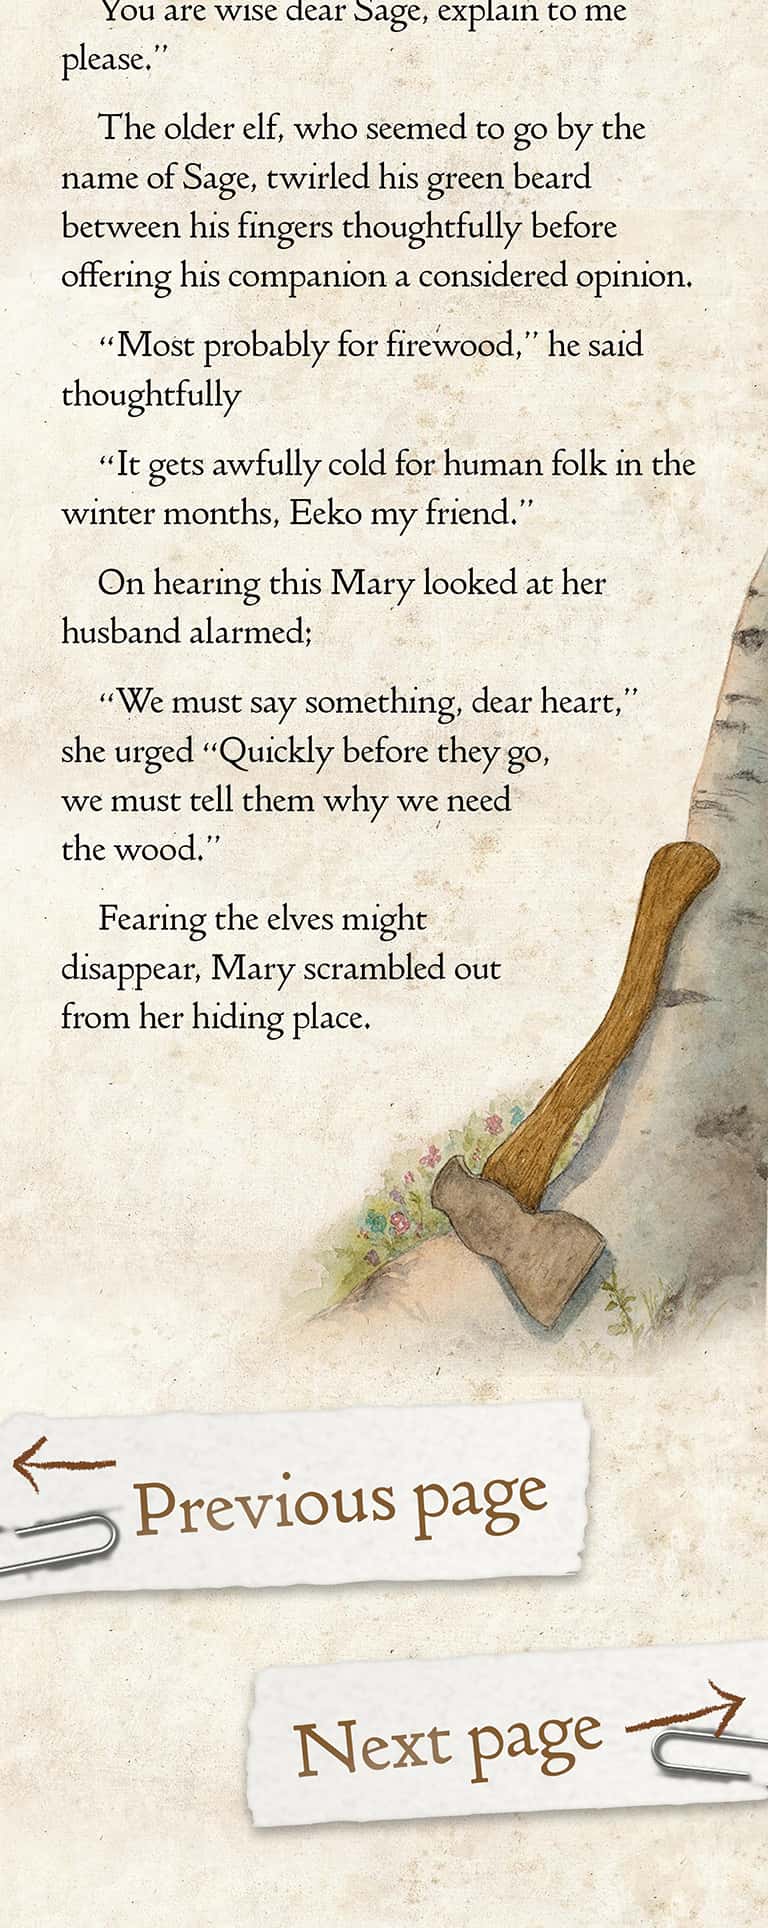 You are wise dear Sage, explain to me
please.”
The older elf, who seemed to go by the
name of Sage, twirled his green beard
between his fingers thoughtfully before
offering his companion a considered opinion.
“Most probably for firewood,” he said
thoughtfully
“It gets awfully cold for human folk in the
winter months, Eeko my friend.”
On hearing this Mary looked at her
husband alarmed;
“We must say something, dear heart,”
she urged “Quickly before they go,
we must tell them why we need
the wood.”
Fearing the elves might
disappear, Mary scrambled out
from her hiding place.
Previous page
Next page